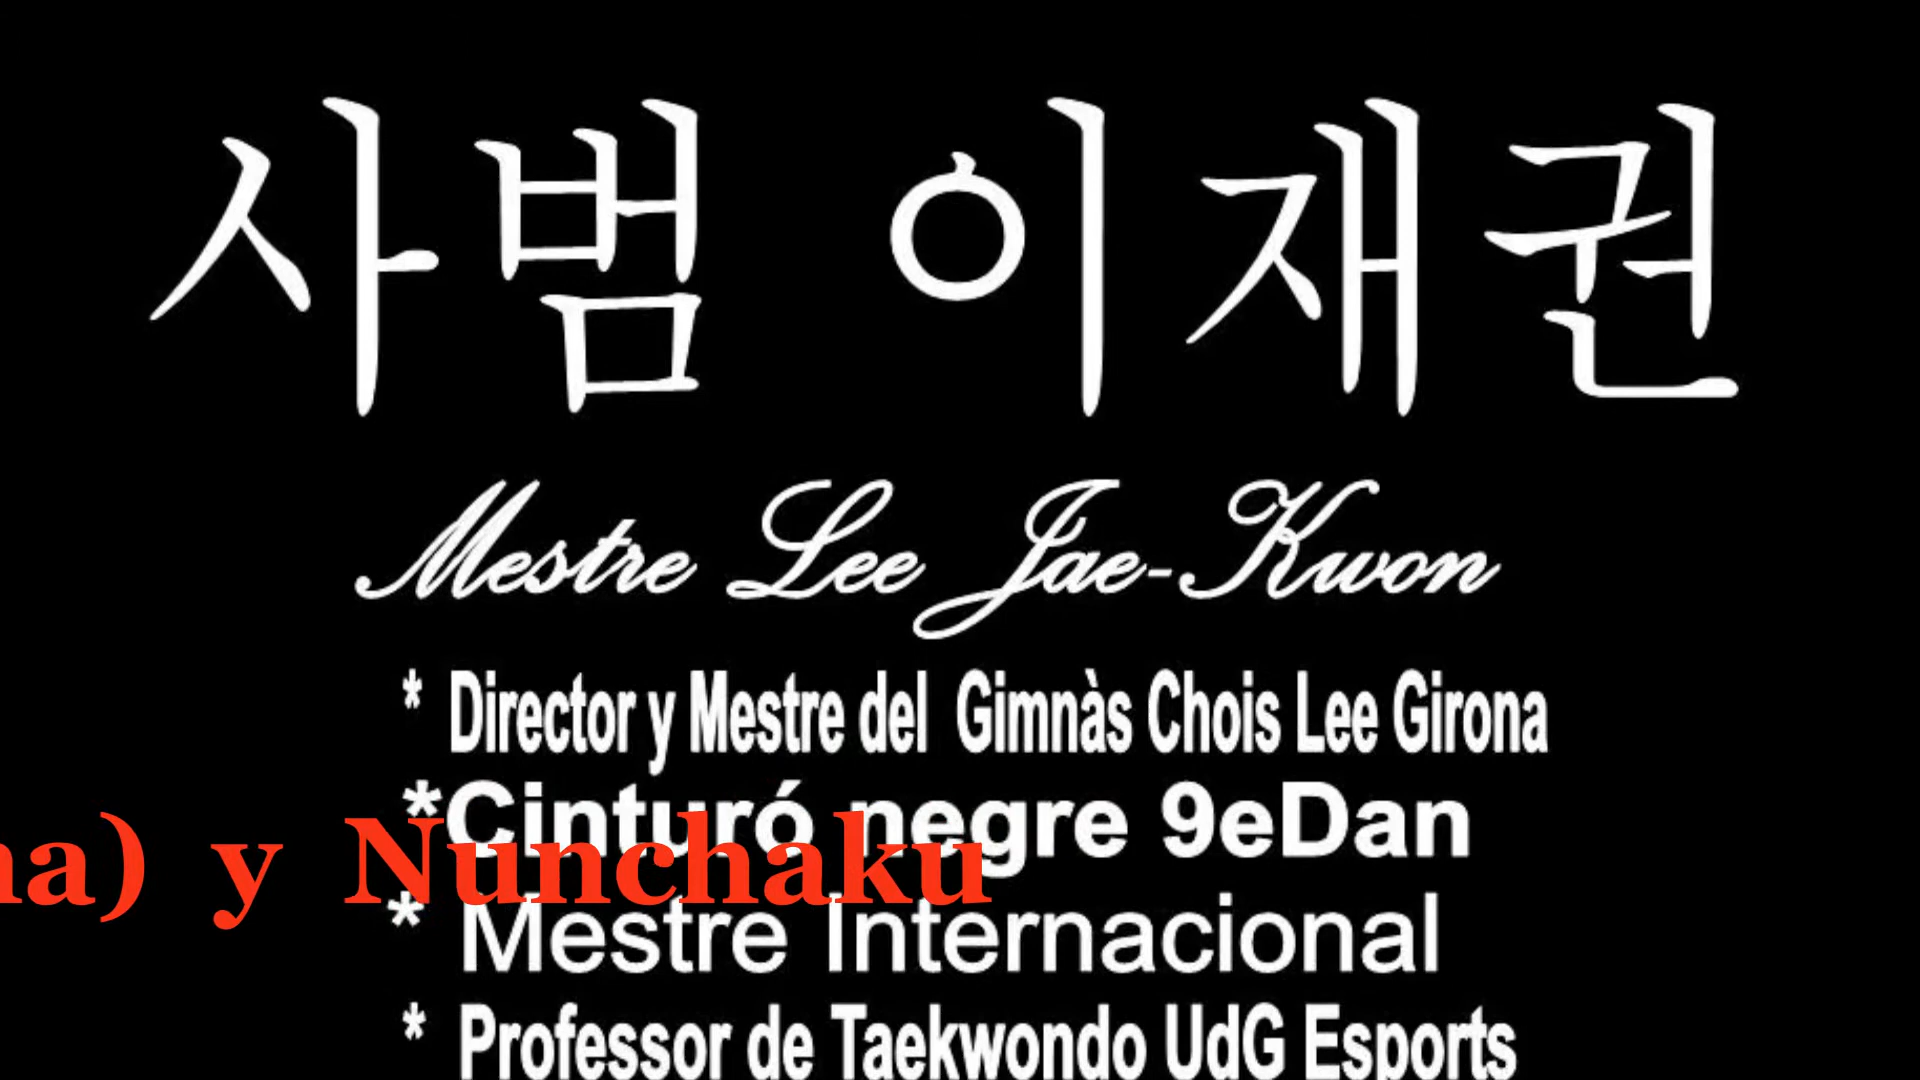 사범 이재권
Mestre Lee Jae-Kwon
* Director y Mestre del Gimnàs Chois Lee Girona
*Cinturó negre 9eDan
y Nunchaku
* Mestre Internacional
* Professor de Taekwondo UdG Esports